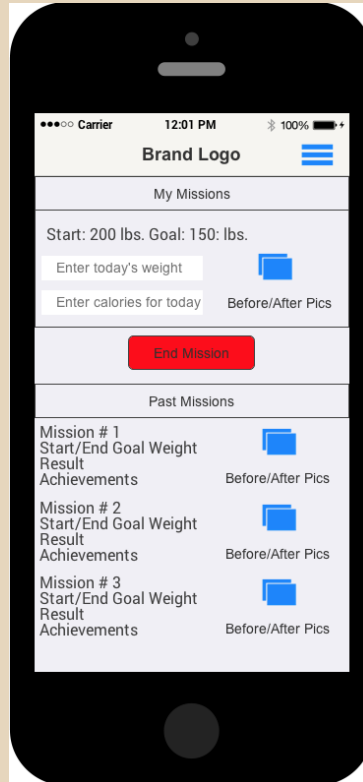 Carrier 12:01 PM 100%
Brand Logo
My Missions
Start: 200 lbs. Goal: 150: lbs.
Enter today's weight
Enter calories for today
Before/After Pics
End Mission
Past Missions
Mission # 1
Start/End Goal Weight
Result
Achievements
Before/After Pics
Mission # 2
Start/End Goal Weight
Result
Achievements
Before/After Pics
Mission # 3
Start/End Goal Weight
Result
Achievements
Before/After Pics